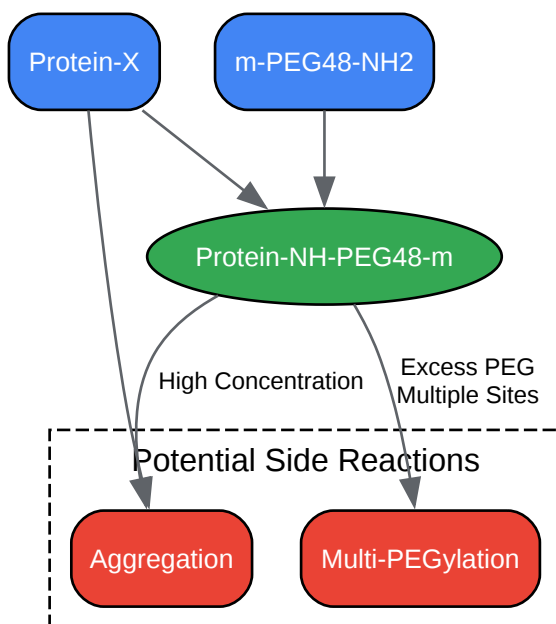 Protein-X
m-PEG48-NH2
Protein-NH-PEG48-m
High Concentration
Excess PEG
Multiple Sites
Potential Side Reactions
Aggregation
Multi-PEGylation